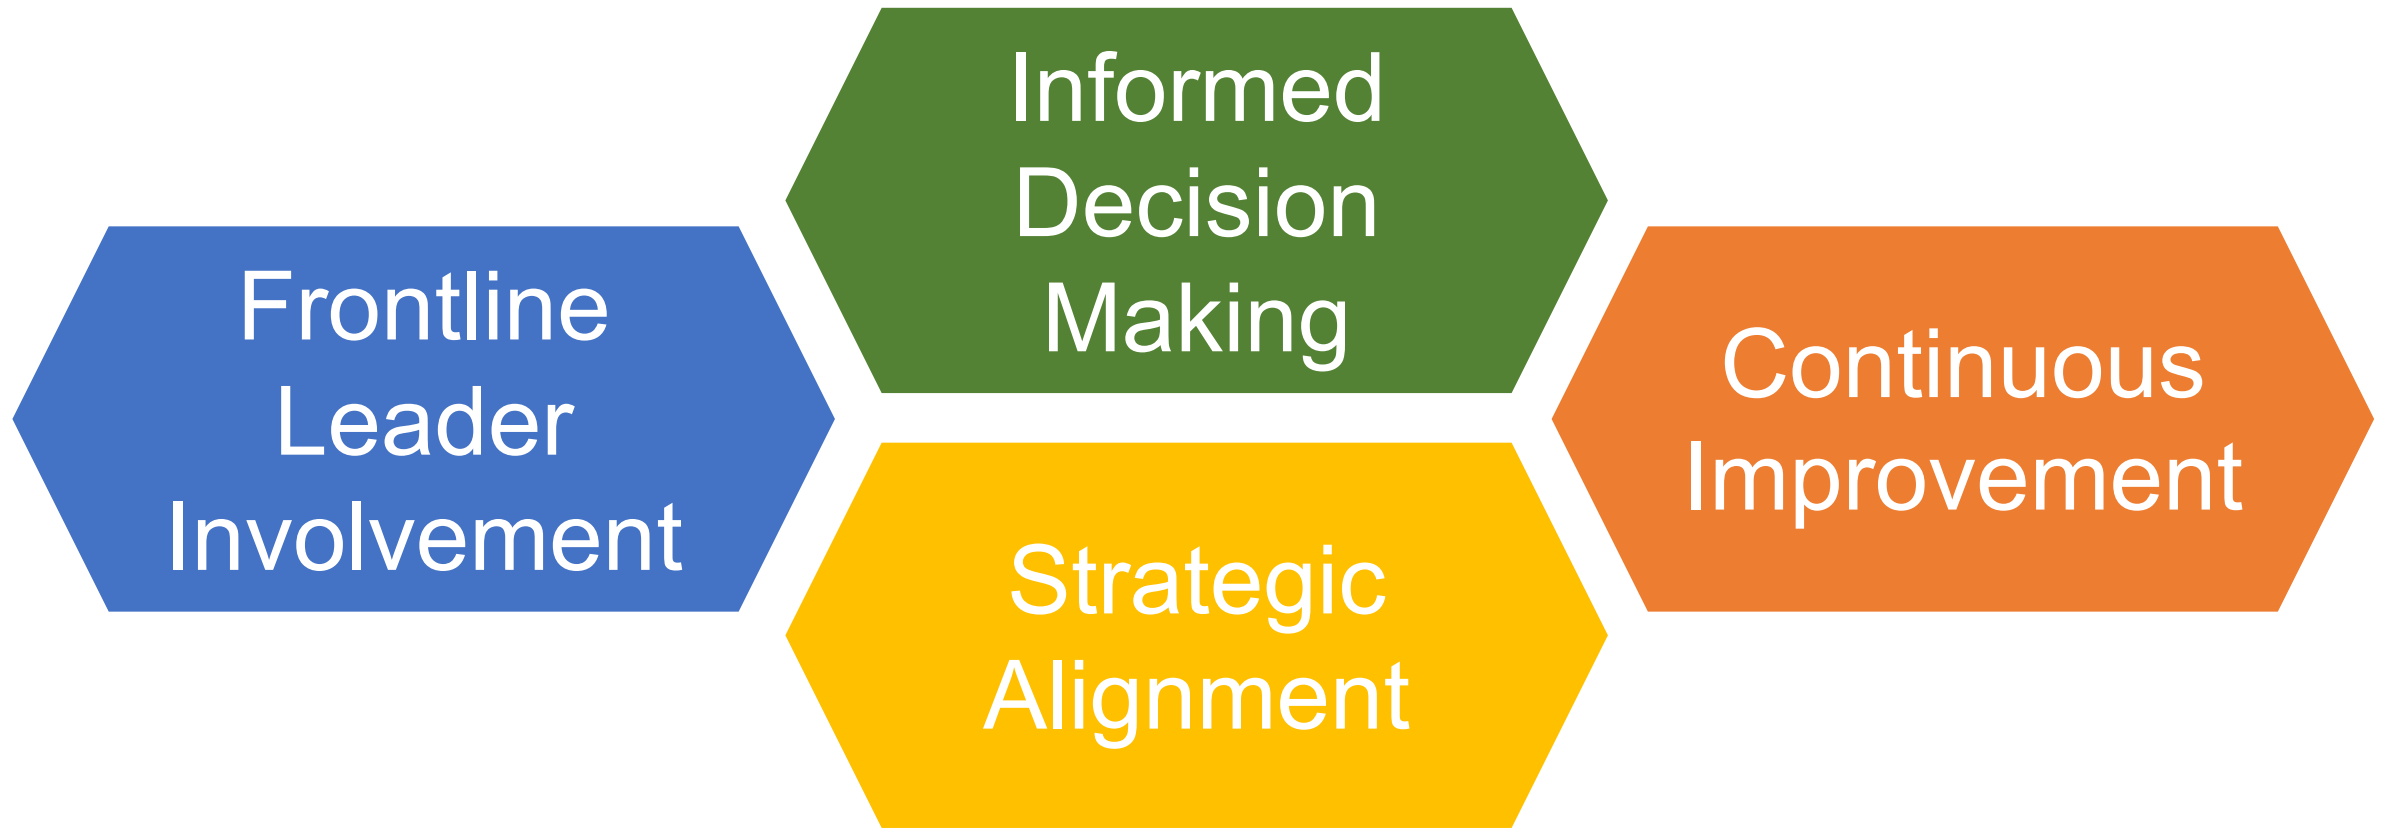 Frontline
Leader
Involvement
Informed
Decision
Making
Strategic
Alignment
Continuous
Improvement